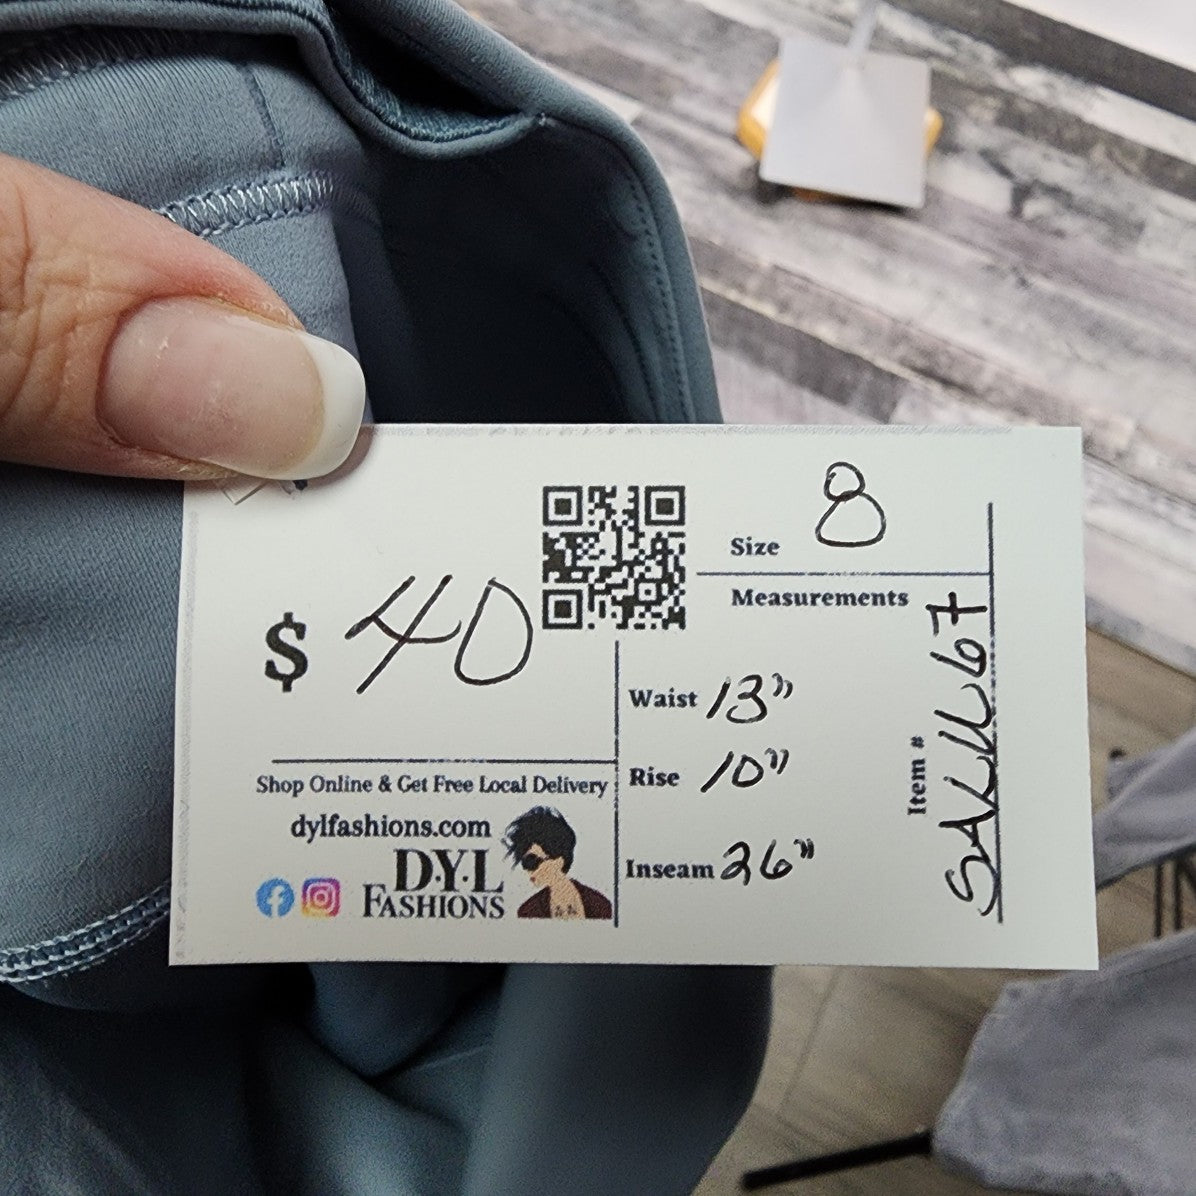 $ 40
Shop Online & Get Free Local Delivery
dylfashions.com
D·Y·L
FASHIONS
Size 8
Measurements
Waist 13"
Rise 10"
Inseam 26"
Item #